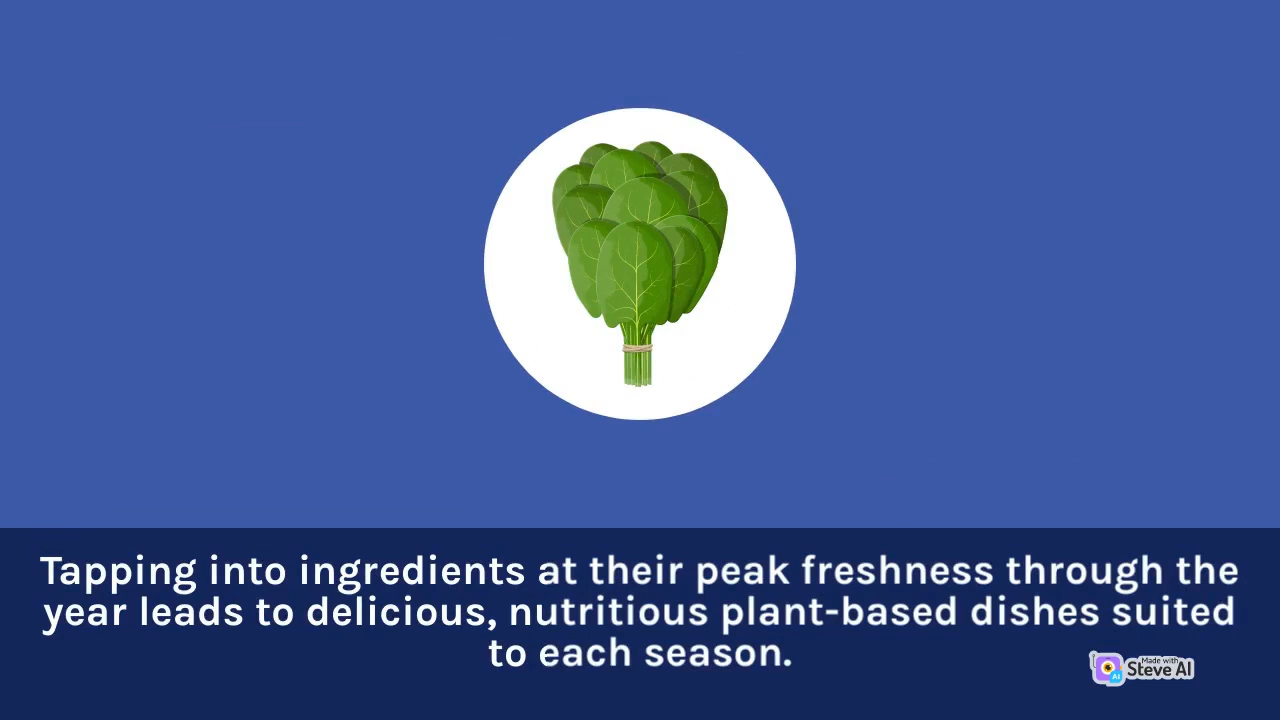 Tapping into ingredients at their peak freshness through the
year leads to delicious, nutritious plant-based dishes suited
to each season.
Made with
Steve AI
AI